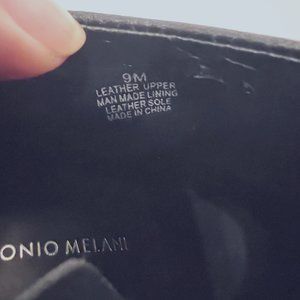 9M
LEATHER UPPER
MAN MADE LINING
LEATHER SOLE
MADE IN CHINA
ONIO MELANI